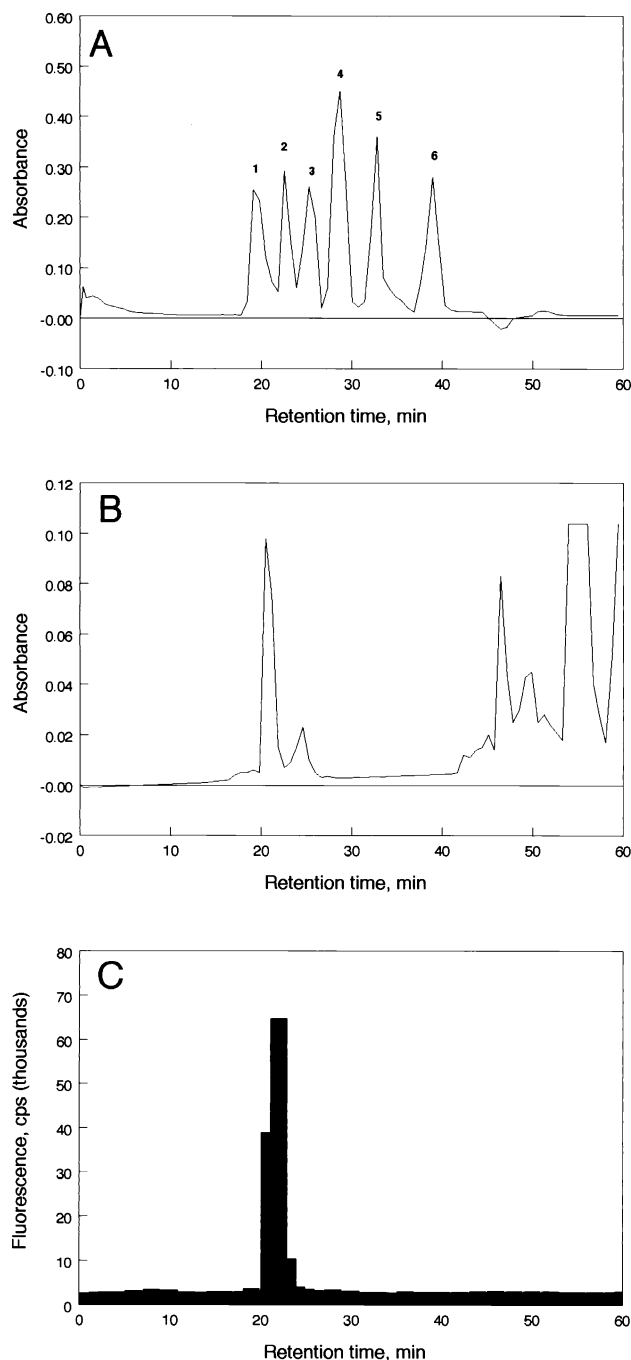 A
0.60
0.50
0.40
0.30
0.20
0.10
-0.00
-0.10
Absorbance
1
2
3
4
5
6
0 10 20 30 40 50 60
Retention time, min
B
0.12
0.10
0.08
0.06
0.04
0.02
-0.00
-0.02
Absorbance
0 10 20 30 40 50 60
Retention time, min
C
80
70
60
50
40
30
20
10
0
Fluorescence, cps (thousands)
0 10 20 30 40 50 60
Retention time, min